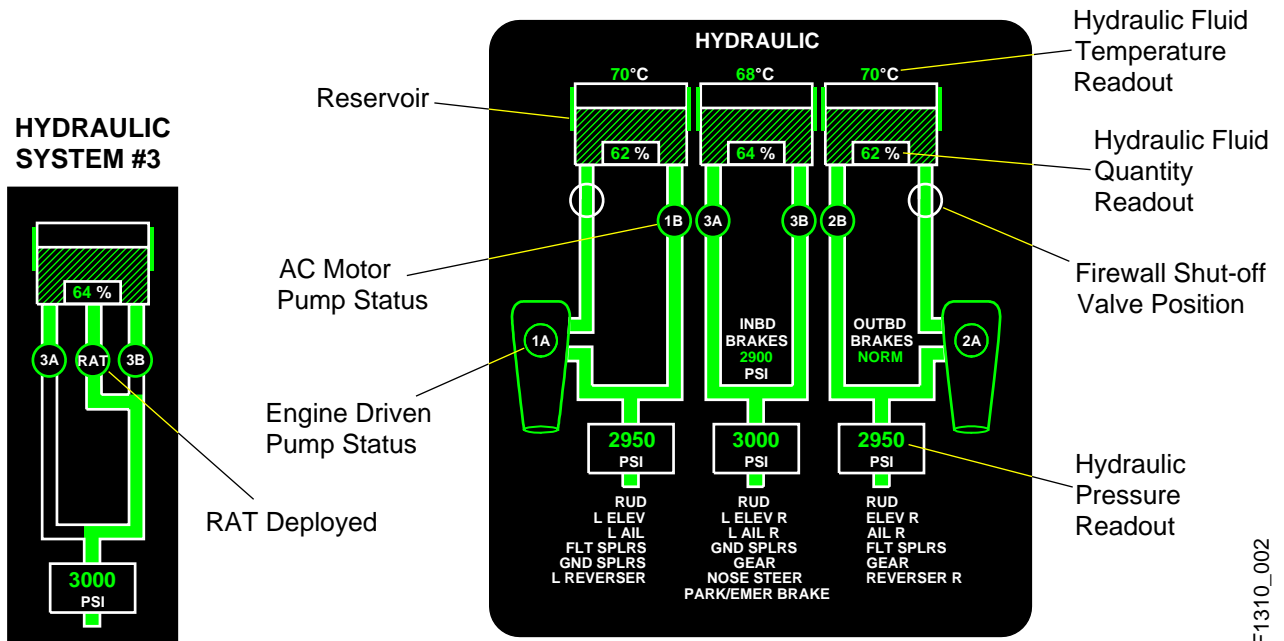 HYDRAULIC
SYSTEM #3
64 %
3A
RAT
3B
3000
PSI
RAT Deployed
Reservoir
AC Motor
Pump Status
Engine Driven
Pump Status
HYDRAULIC
70°C
68°C
70°C
62 %
64 %
62 %
1B
3A
3B
2B
1A
INBD
BRAKES
2900
PSI
OUTBD
BRAKES
NORM
2A
2950
PSI
3000
PSI
2950
PSI
RUD
L ELEV
L AIL
FLT SPLRS
GND SPLRS
L REVERSER
RUD
L ELEV R
L AIL R
GND SPLRS
GEAR
NOSE STEER
PARK/EMER BRAKE
RUD
ELEV R
AIL R
FLT SPLRS
GEAR
REVERSER R
Hydraulic Fluid
Temperature
Readout
Hydraulic Fluid
Quantity
Readout
Firewall Shut-off
Valve Position
Hydraulic
Pressure
Readout
F1310_002